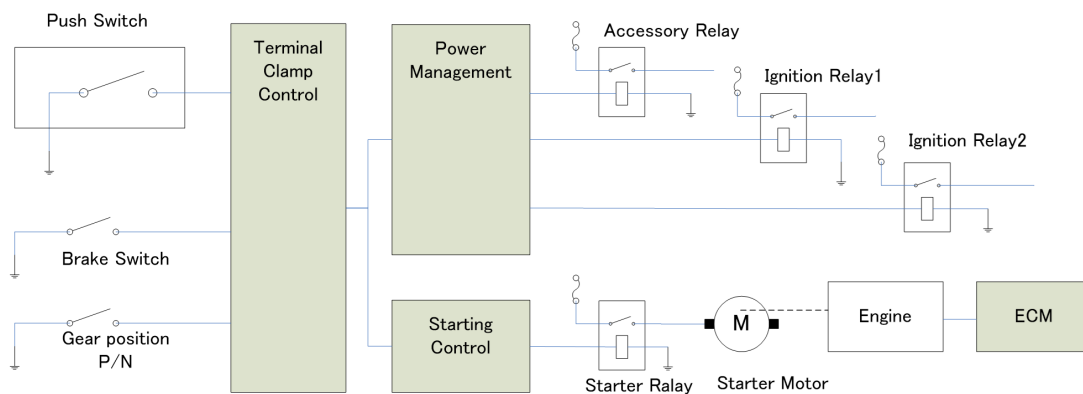 Push Switch
Terminal
Clamp
Control
Power
Management
Accessory Relay
Ignition Relay1
Ignition Relay2
Brake Switch
Gear position
P/N
Starting
Control
Starter Ralay
M
Starter Motor
Engine
ECM